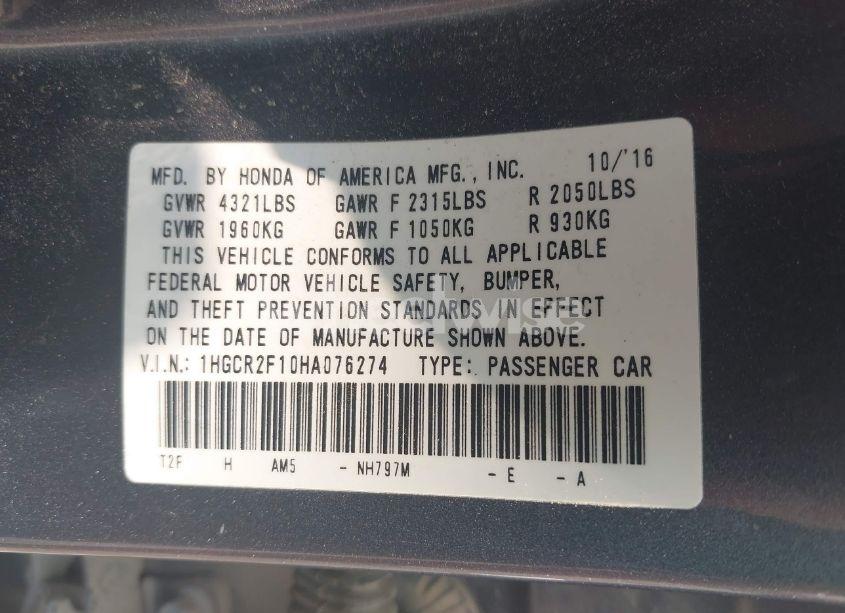 MFD. BY HONDA OF AMERICA MFG., INC. 10/'16
GVWR 4321LBS GAWR F 2315LBS R 2050LBS
GVWR 1960KG GAWR F 1050KG R 930KG
THIS VEHICLE CONFORMS TO ALL APPLICABLE
FEDERAL MOTOR VEHICLE SAFETY, BUMPER,
AND THEFT PREVENTION STANDARDS IN EFFECT
ON THE DATE OF MANUFACTURE SHOWN ABOVE.
V.I.N.: 1HGCR2F10HA076274 TYPE: PASSENGER CAR
T2F H AM5 - NH797M - E - A